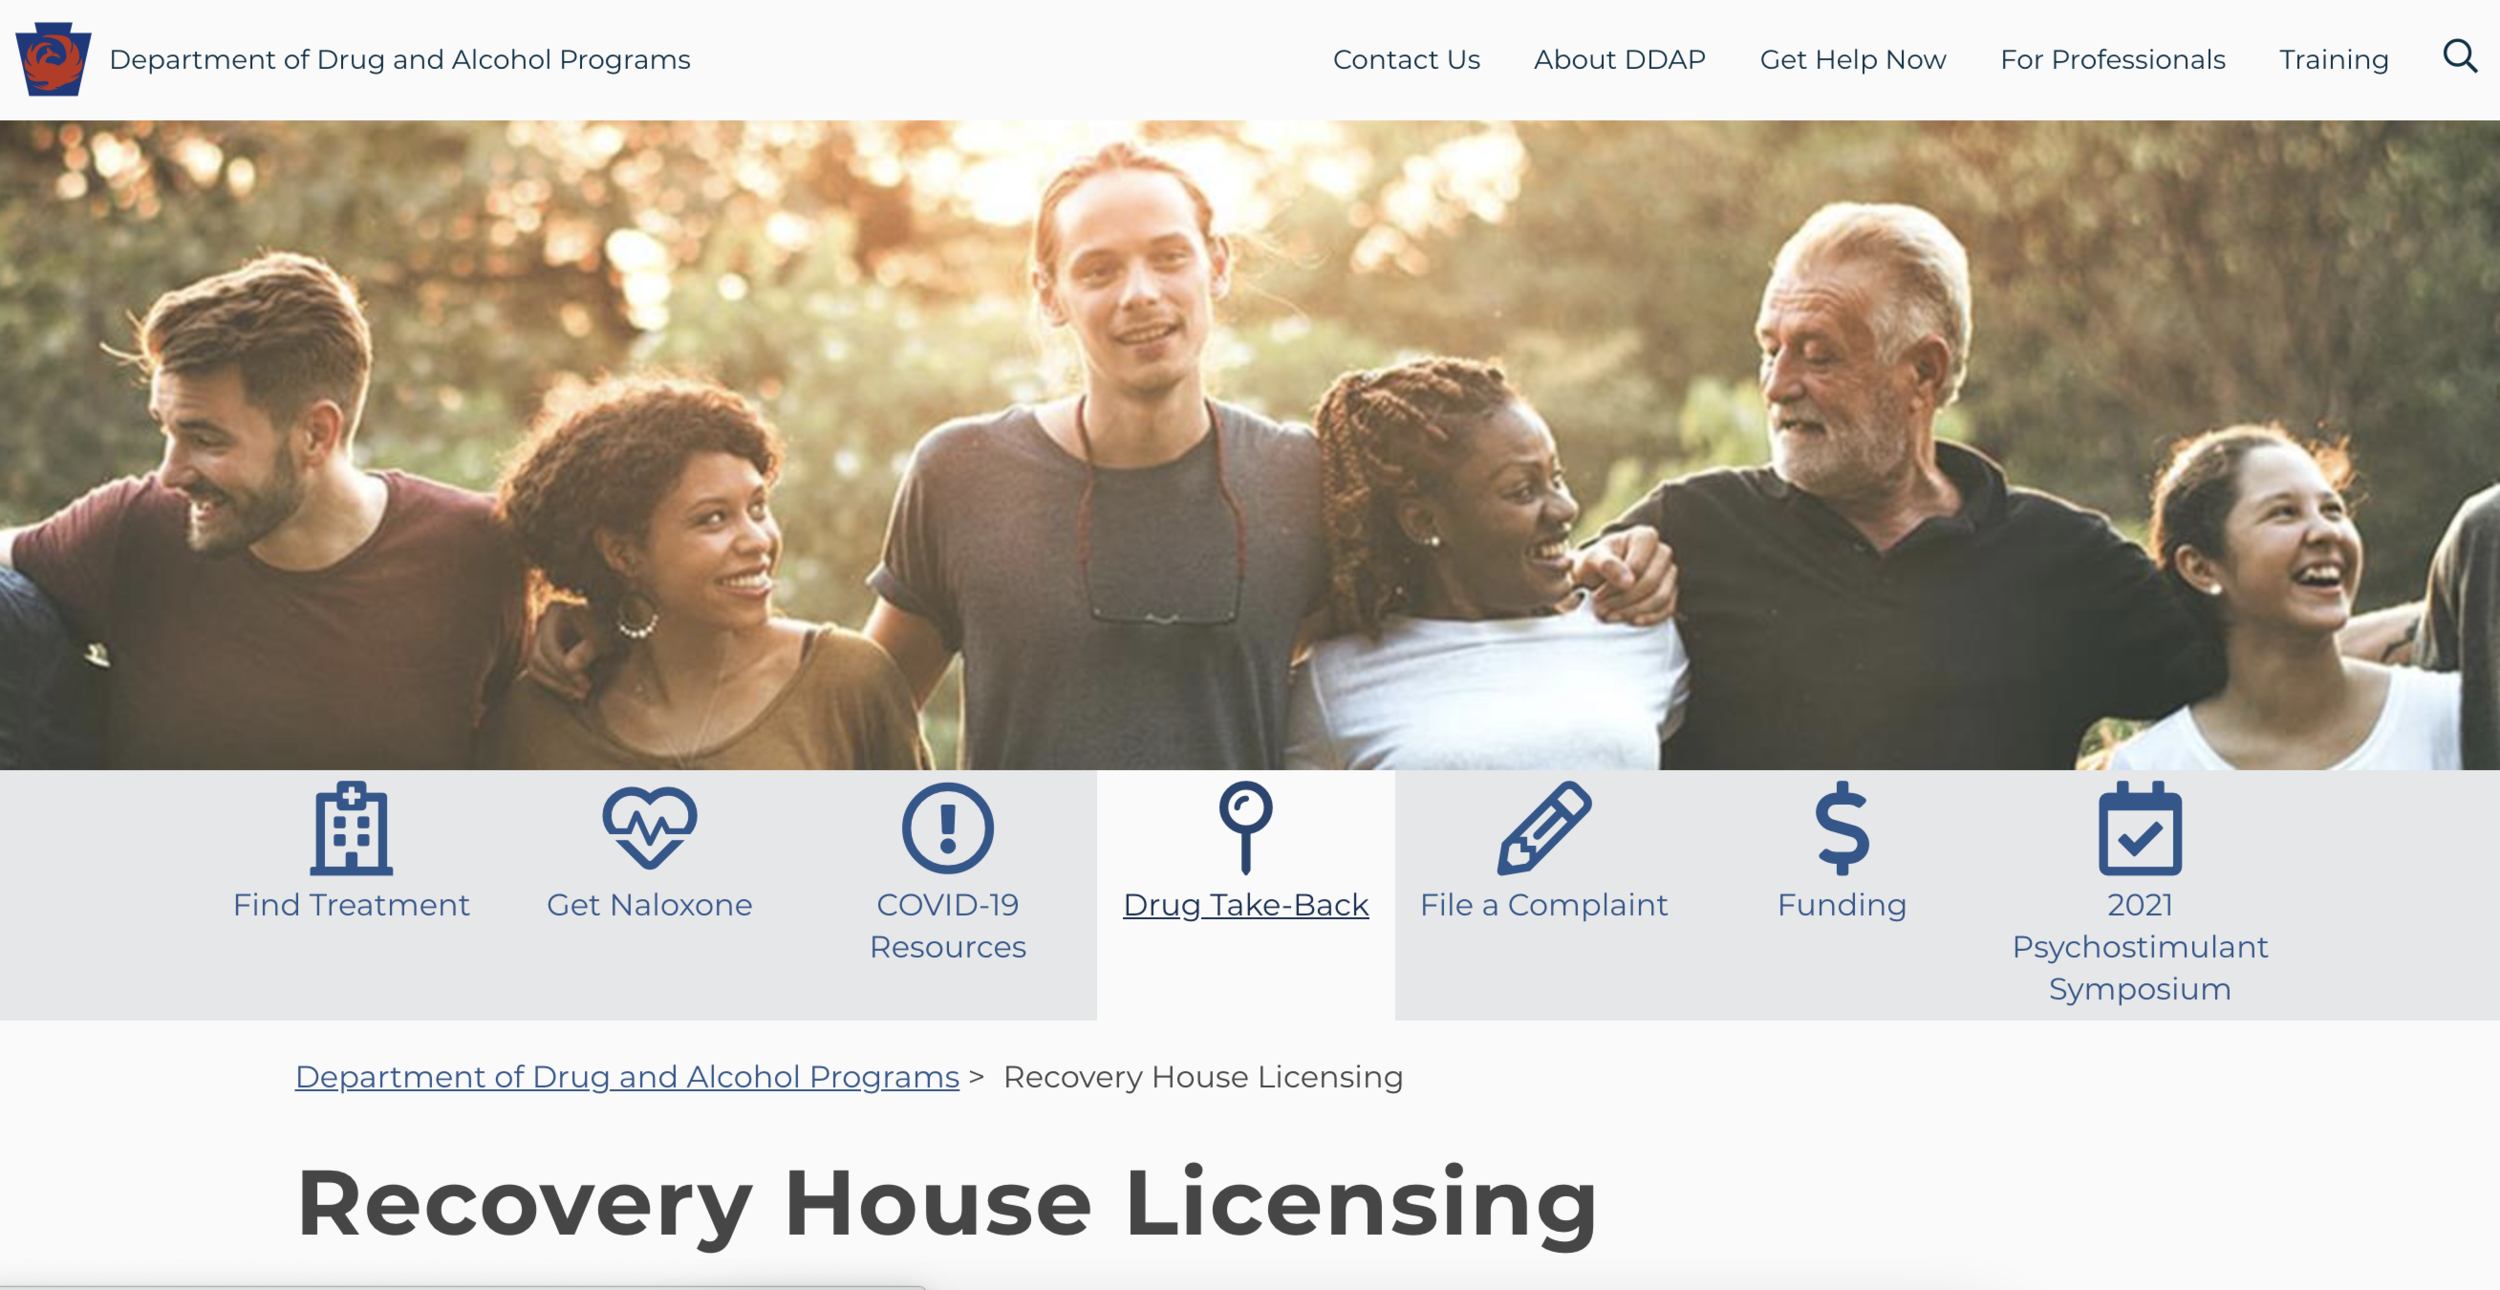 Department of Drug and Alcohol Programs
Contact Us
About DDAP
Get Help Now
For Professionals
Training
Find Treatment
Get Naloxone
COVID-19
Resources
Drug Take-Back
File a Complaint
Funding
2021
Psychostimulant
Symposium
Department of Drug and Alcohol Programs > Recovery House Licensing
Recovery House Licensing